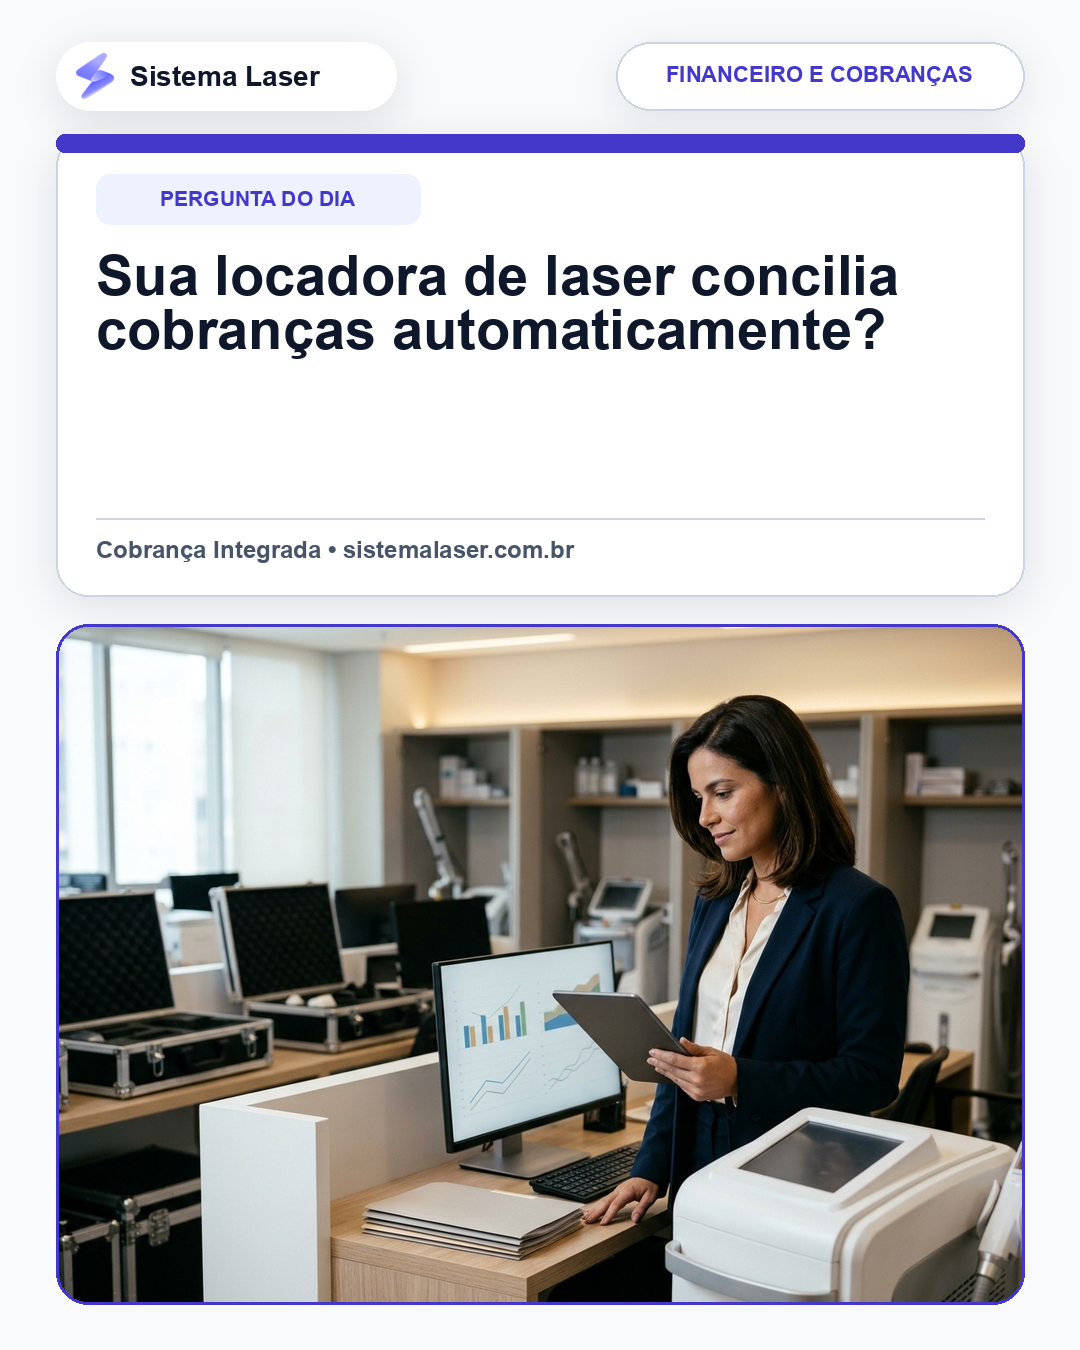 Sistema Laser
FINANCEIRO E COBRANÇAS
PERGUNTA DO DIA
Sua locadora de laser concilia
cobranças automaticamente?
Cobrança Integrada • sistemalaser.com.br